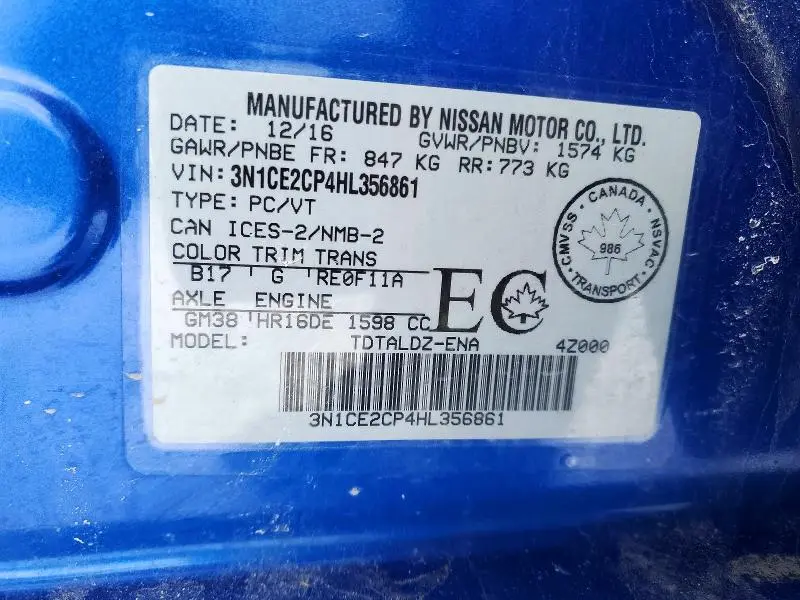 MANUFACTURED BY NISSAN MOTOR CO., LTD.
DATE: 12/16 GVWR/PNBV: 1574 KG
GAWR/PNBE FR: 847 KG RR: 773 KG
VIN: 3N1CE2CP4HL356861
TYPE: PC/VT
CAN ICES-2/NMB-2
COLOR TRIM TRANS
B17 G RE0F11A
AXLE ENGINE
GM38 HR16DE 1598 CC
EC
MODEL: TDTALDZ-ENA 4Z000
3N1CE2CP4HL356861
CANADA
CMVSS NSVAC
986
TRANSPORT